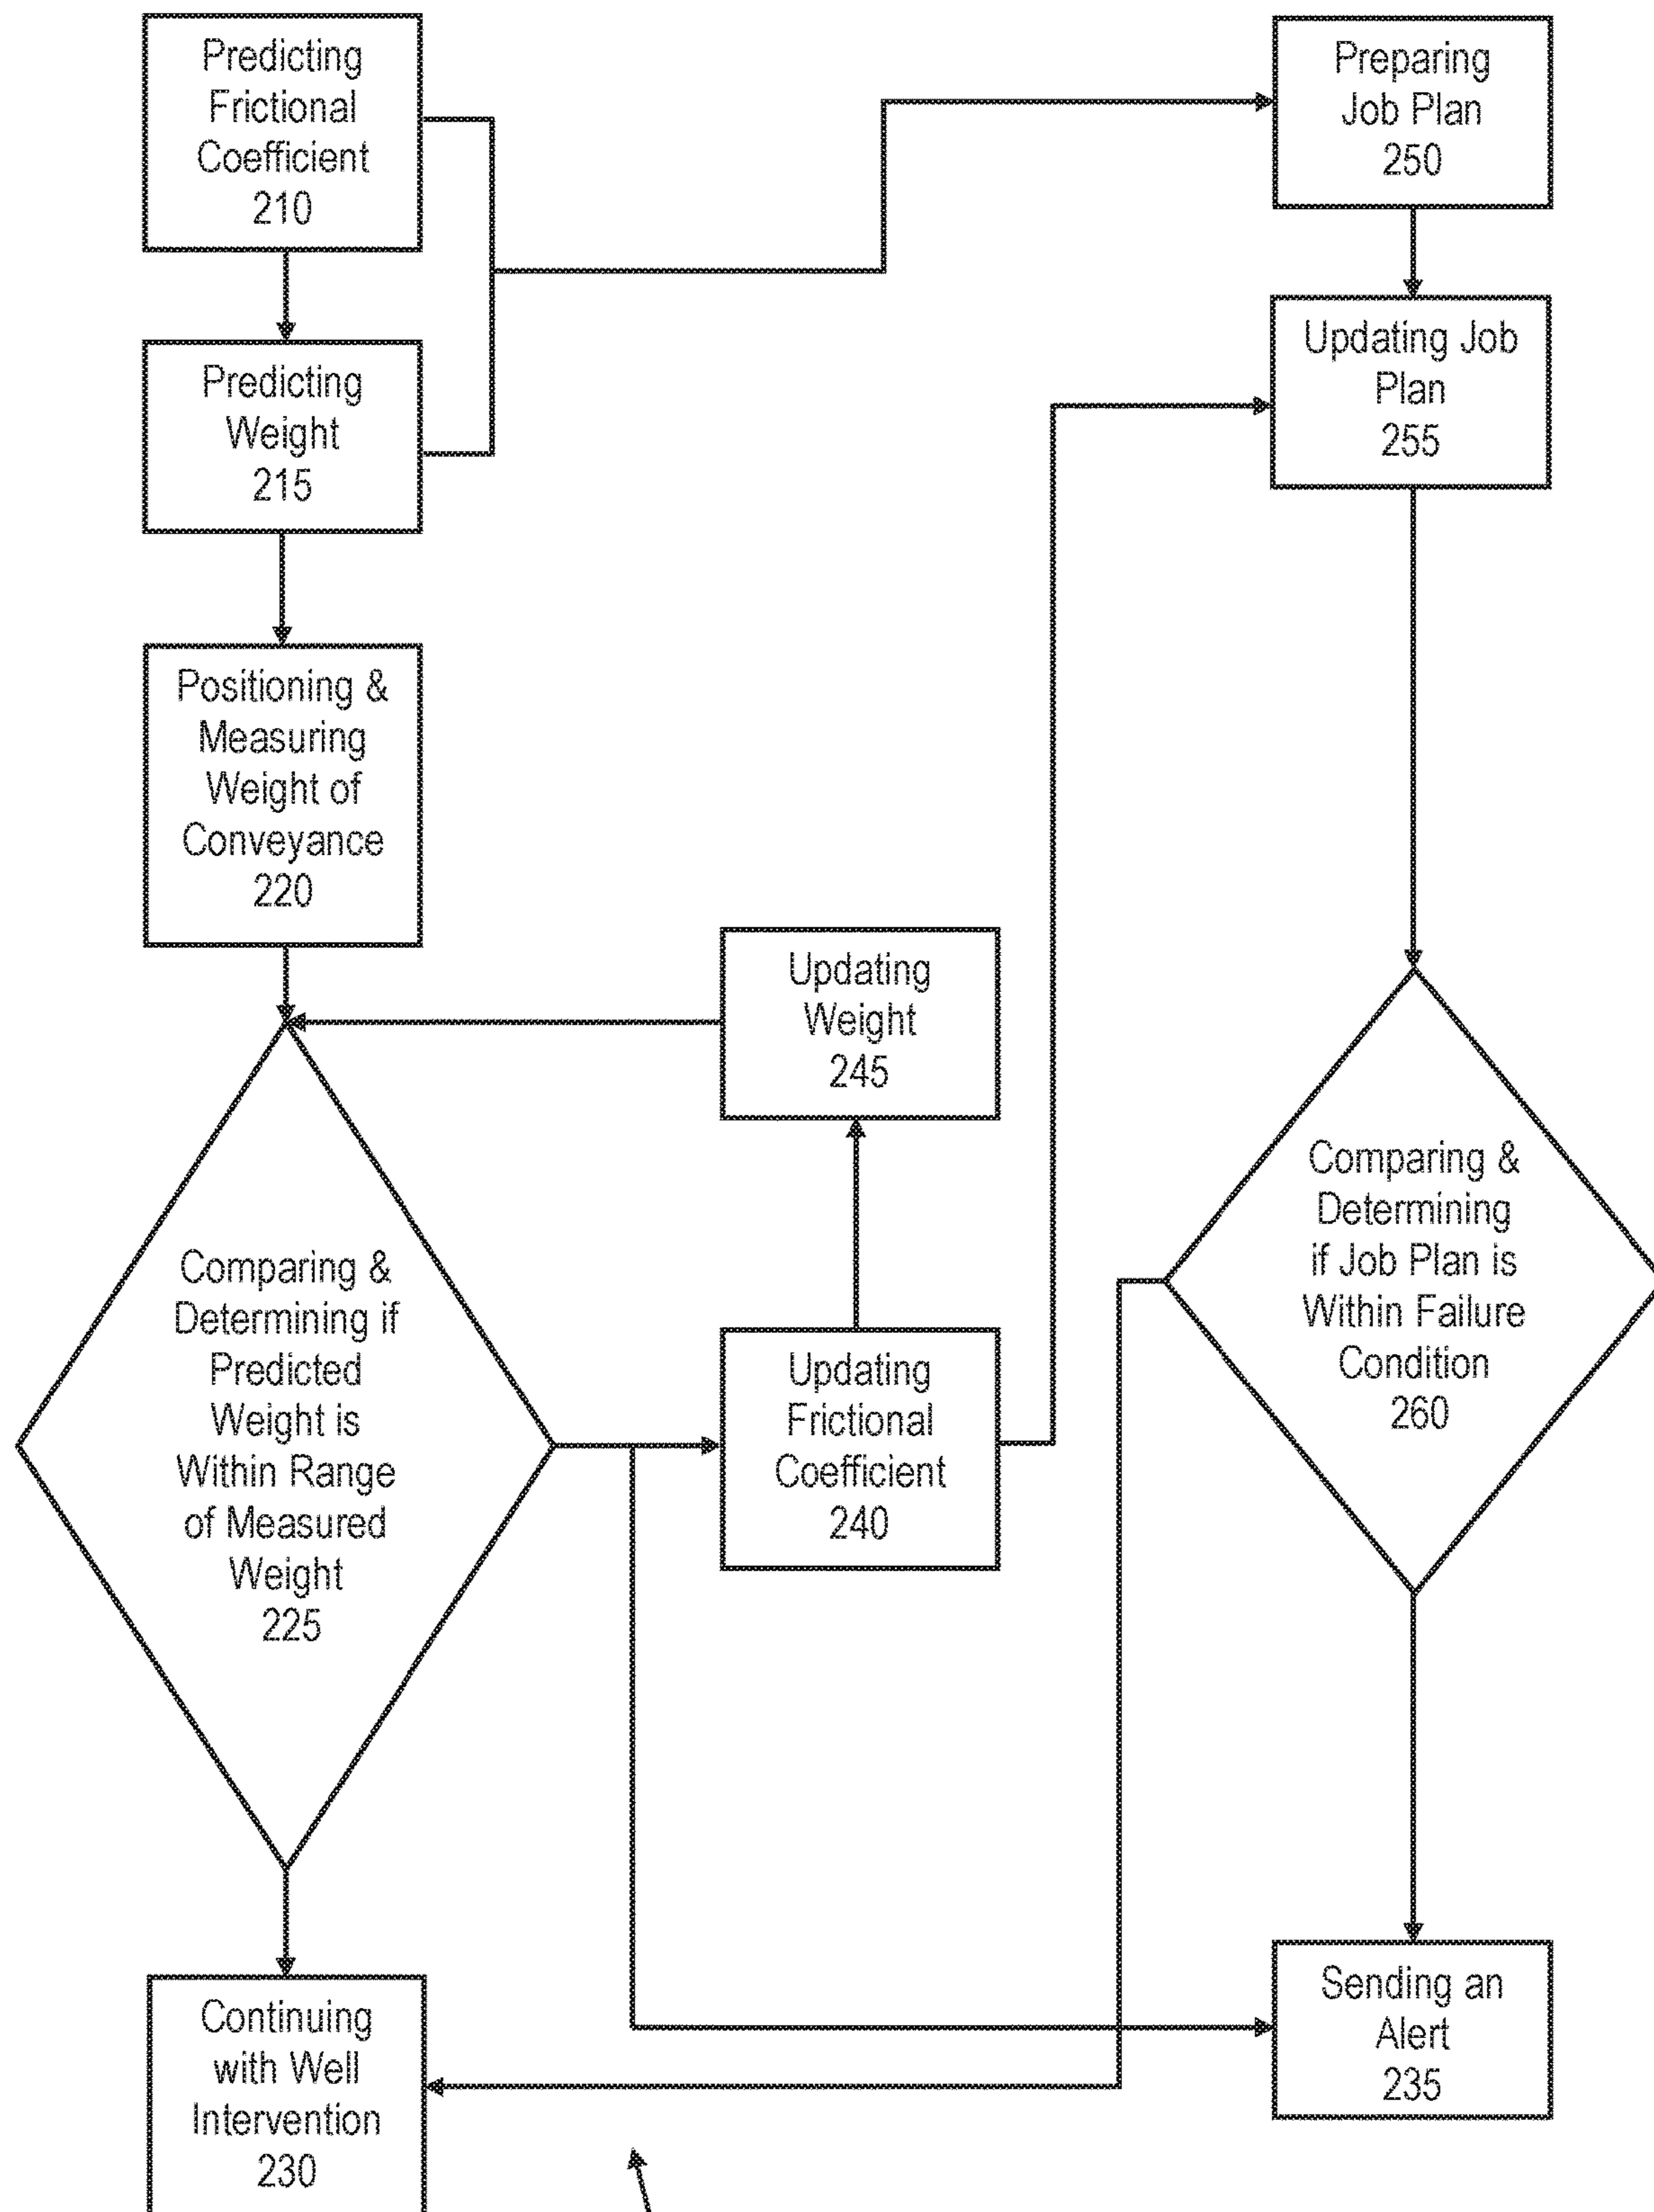 Predicting
Frictional
Coefficient
210
Preparing
Job Plan
250
Predicting
Weight
215
Updating Job
Plan
255
Positioning &
Measuring
Weight of
Conveyance
220
Updating
Weight
245
Comparing &
Determining if
Predicted
Weight is
Within Range
of Measured
Weight
225
Updating
Frictional
Coefficient
240
Comparing &
Determining
if Job Plan is
Within Failure
Condition
260
Continuing
with Well
Intervention
230
Sending an
Alert
235